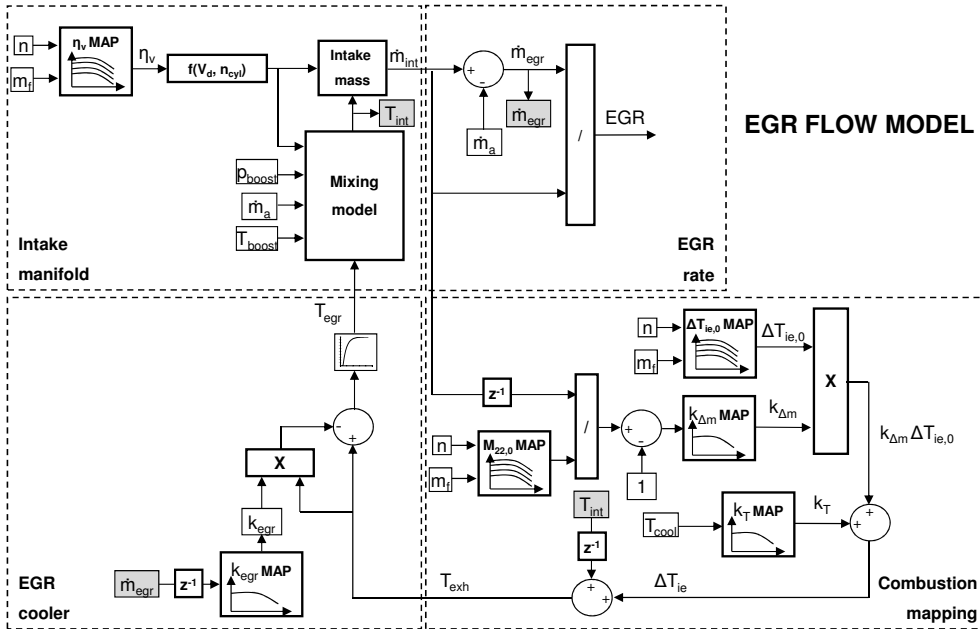 n
m_f
η_v MAP
η_v
f(V_d, n_cyl)
Intake
mass
ṁ_int
T_int
p_boost
ṁ_a
T_boost
Mixing
model
Intake
manifold
+
-
ṁ_a
ṁ_egr
ṁ_egr
/
EGR
EGR
rate
EGR FLOW MODEL
T_egr
-
+
X
k_egr
k_egr MAP
ṁ_egr
z⁻¹
EGR
cooler
n
m_f
ΔT_ie,0 MAP
ΔT_ie,0
X
z⁻¹
n
m_f
M_22,0 MAP
/
+
-
1
k_Δm MAP
k_Δm
k_Δm ΔT_ie,0
T_cool
k_T MAP
k_T
+
+
T_int
z⁻¹
+
+
T_exh
ΔT_ie
Combustion
mapping